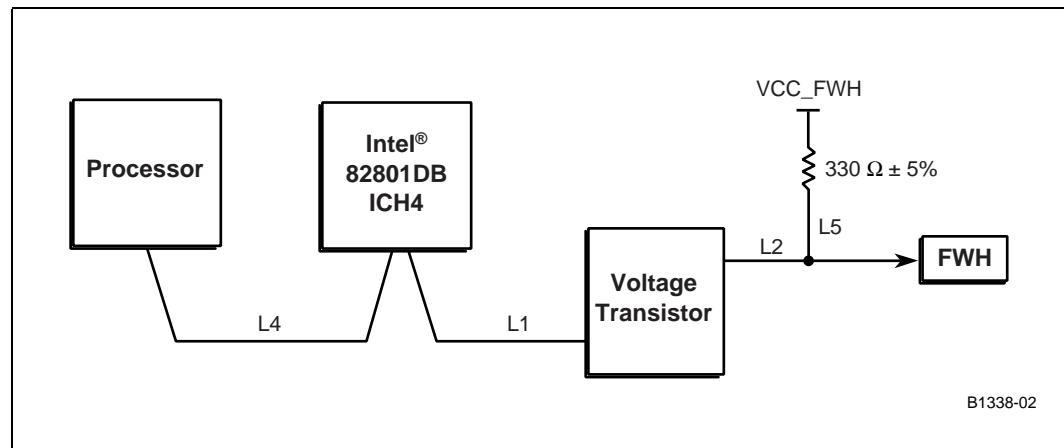 VCC_FWH
Processor
Intel®
82801DB
ICH4
330 Ω ± 5%
L5
L2
FWH
Voltage
Transistor
L4
L1
B1338-02